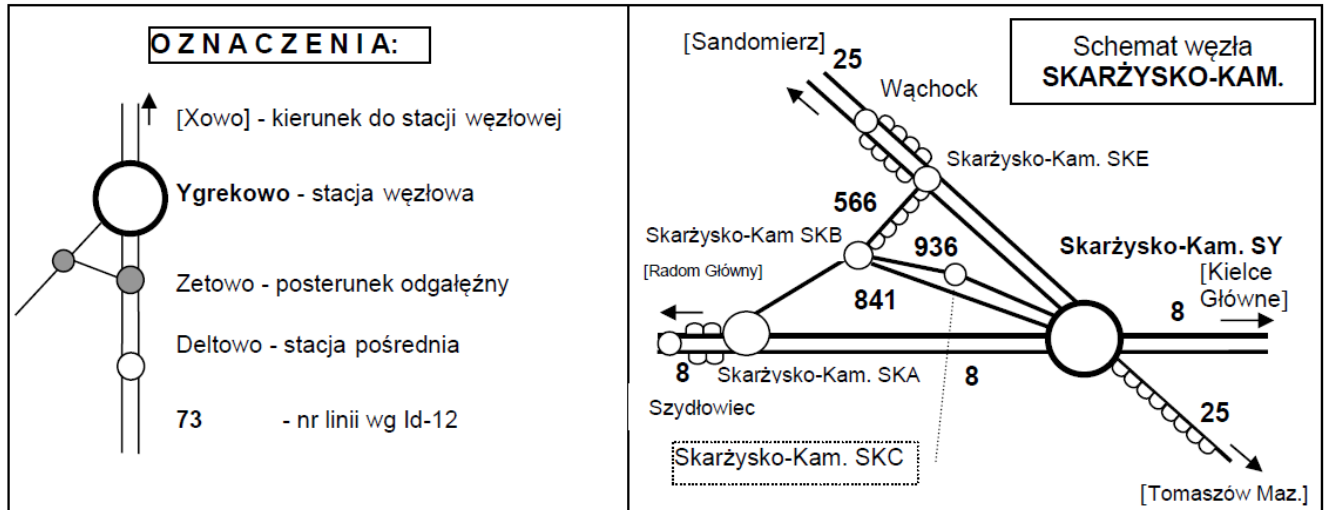 OZNACZENIA:
[Xowo] - kierunek do stacji węzłowej
Ygrekowo - stacja węzłowa
Zetowo - posterunek odgałęźny
Deltowo - stacja pośrednia
73 - nr linii wg Id-12
Schemat węzła
SKARŻYSKO-KAM.
[Sandomierz]
25
Wąchock
Skarżysko-Kam. SKE
566
Skarżysko-Kam SKB
936
Skarżysko-Kam. SY
[Radom Główny]
[Kielce
Główne]
841
8
8
Skarżysko-Kam. SKA
8
Szydłowiec
25
Skarżysko-Kam. SKC
[Tomaszów Maz.]